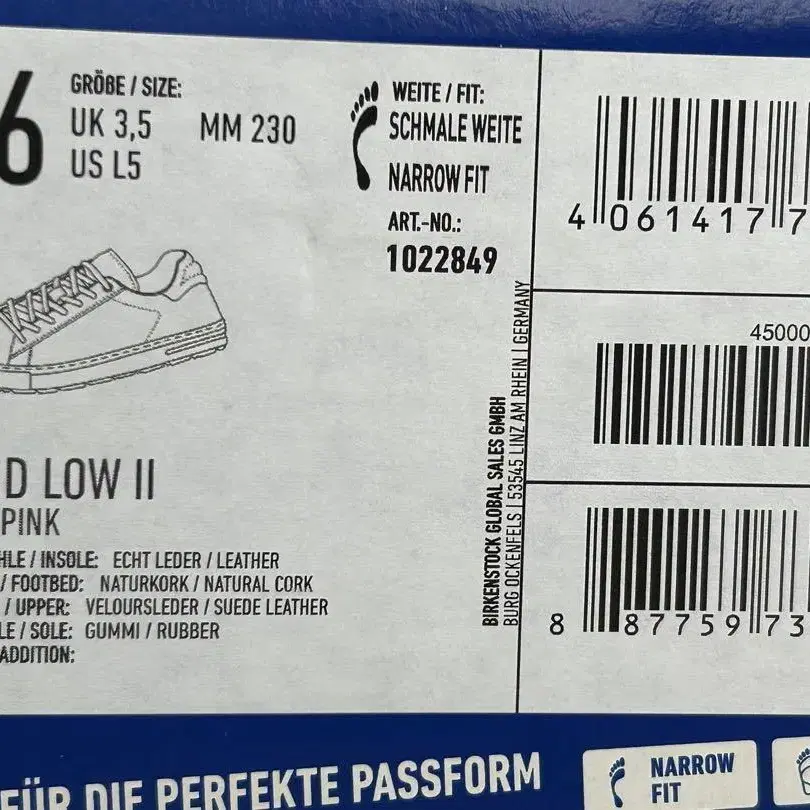 6
GRÖßE / SIZE:
UK 3,5 MM 230
US L5
WEITE / FIT:
SCHMALE WEITE
NARROW FIT
ART.-NO.:
1022849
4 061417 7
45000
8 87759 73
BIRKENSTOCK GLOBAL SALES GMBH
BURG OCKENFELS | 53545 LINZ AM RHEIN | GERMANY
D LOW II
PINK
HLE / INSOLE: ECHT LEDER / LEATHER
/ FOOTBED: NATURKORK / NATURAL CORK
/ UPPER: VELOURSLEDER / SUEDE LEATHER
LE / SOLE: GUMMI / RUBBER
ADDITION:
FÜR DIE PERFEKTE PASSFORM
NARROW
FIT